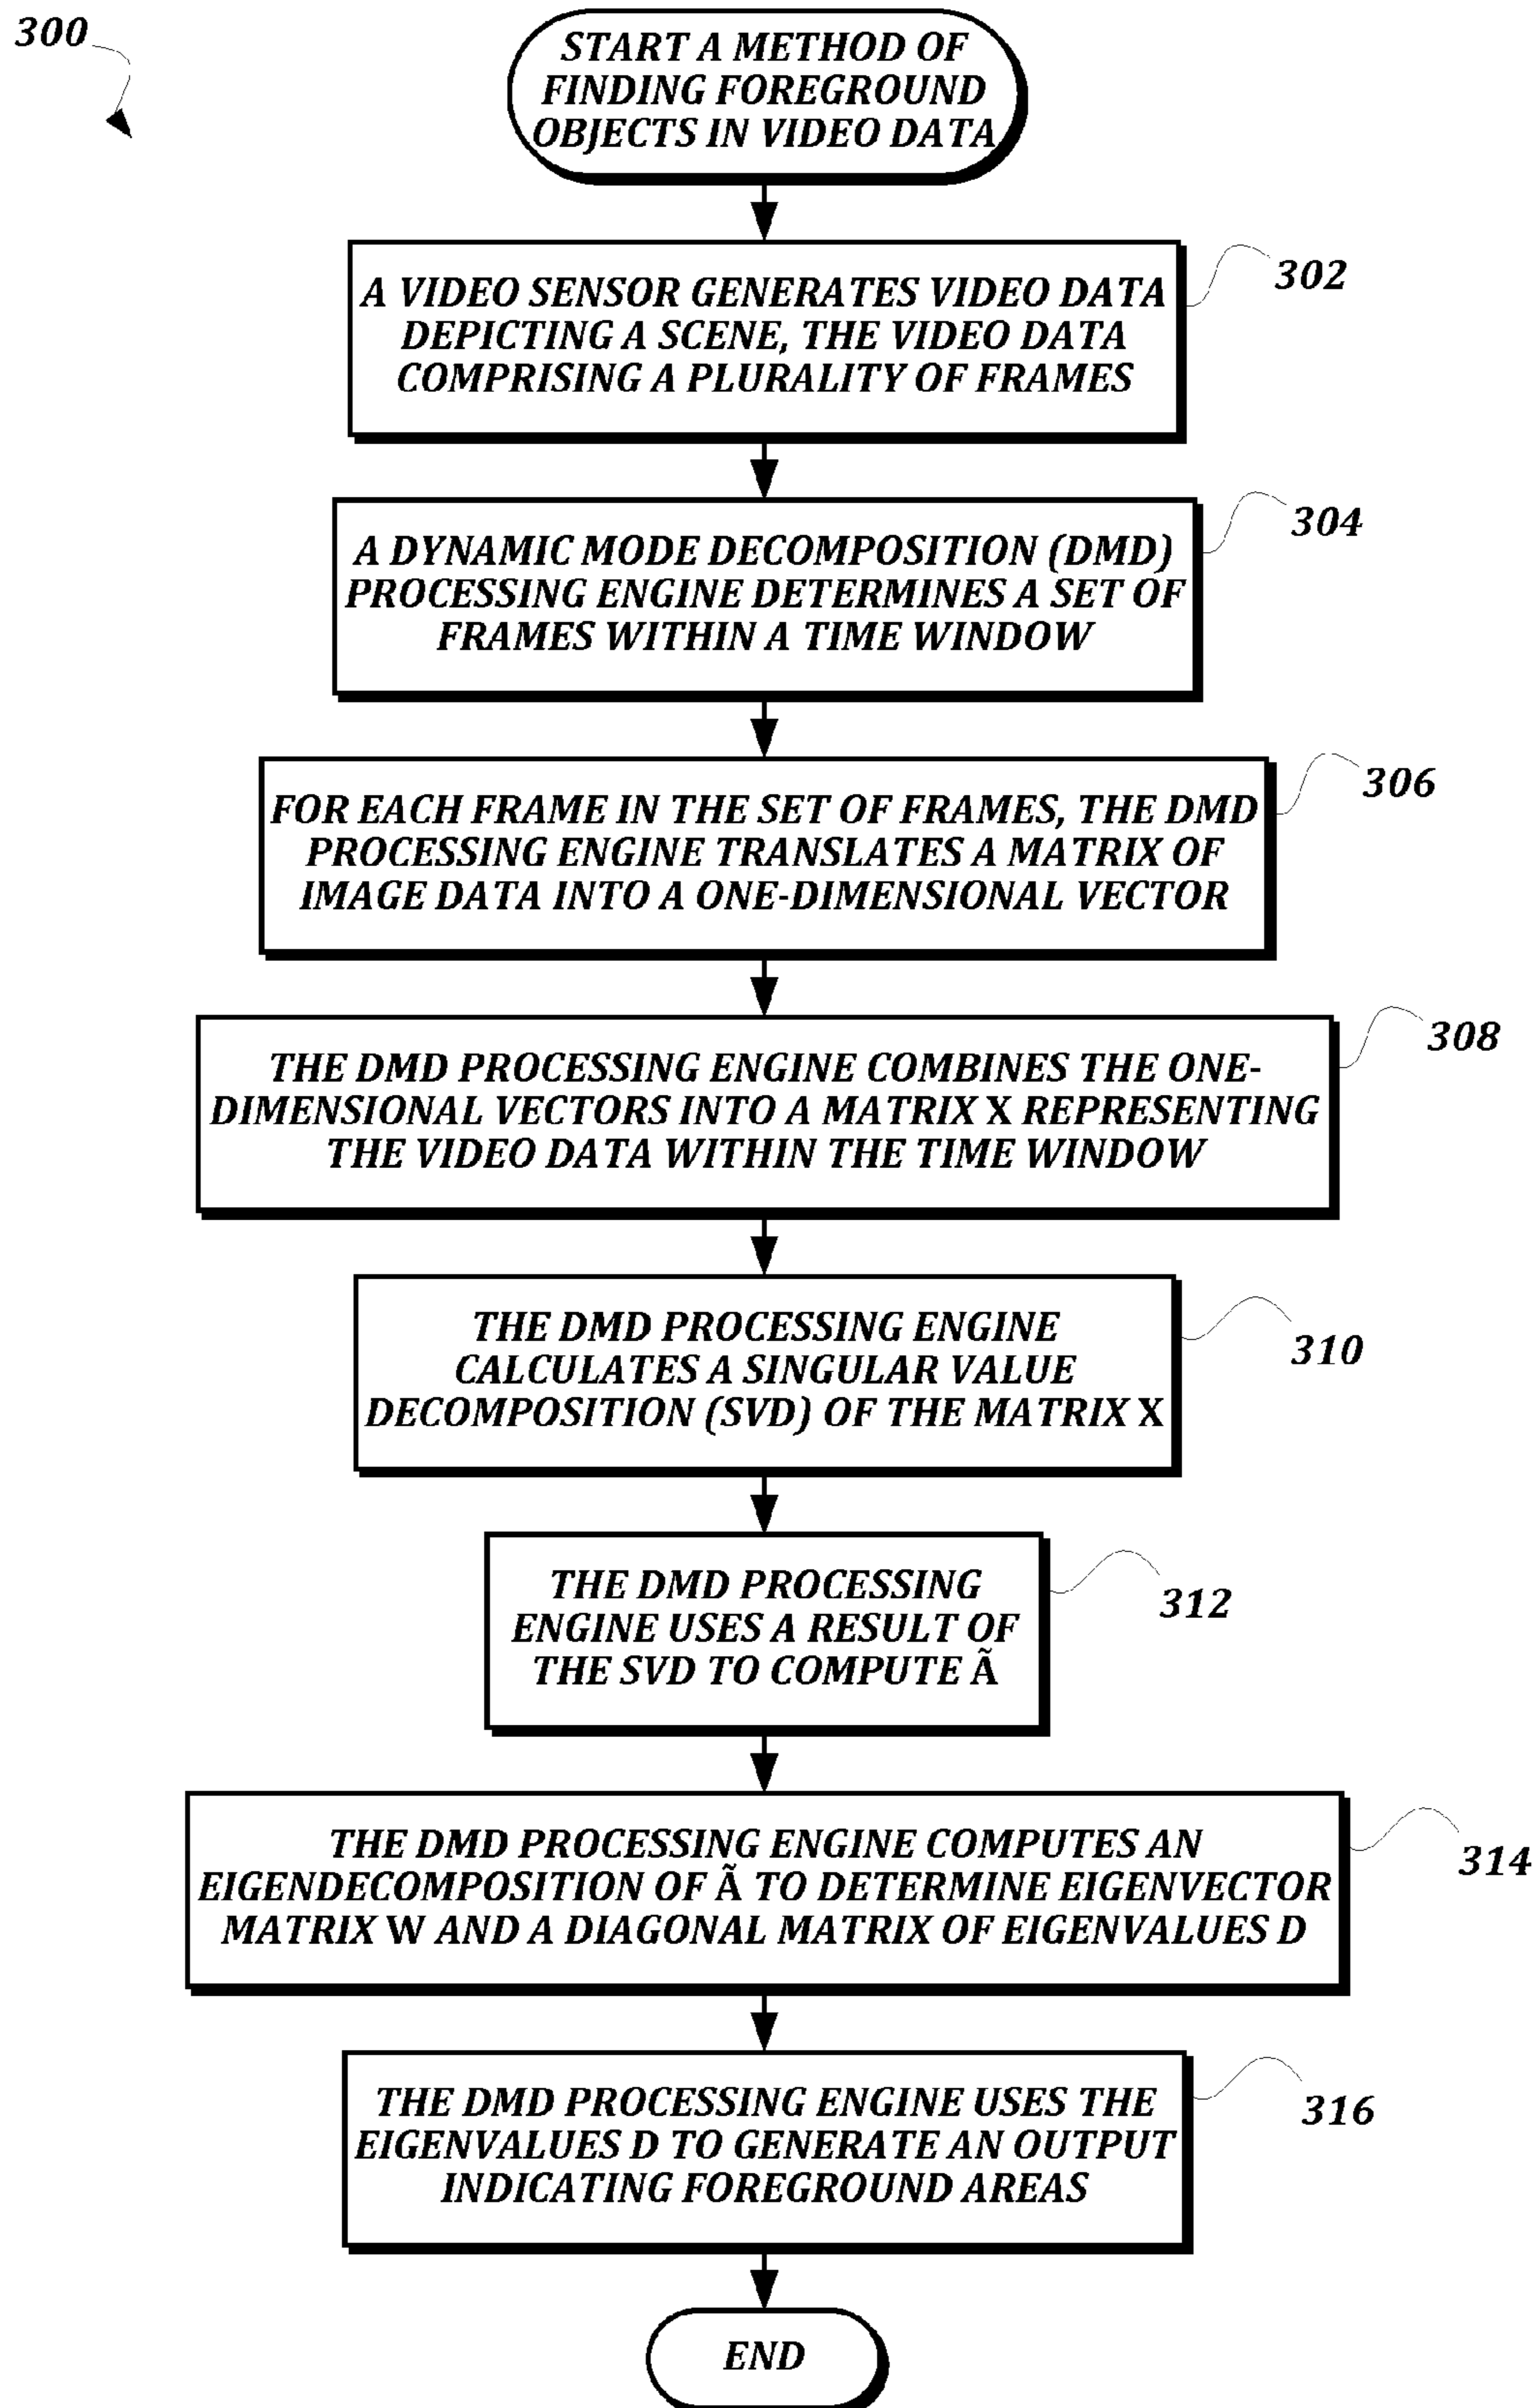 300
START A METHOD OF
FINDING FOREGROUND
OBJECTS IN VIDEO DATA
302
A VIDEO SENSOR GENERATES VIDEO DATA
DEPICTING A SCENE, THE VIDEO DATA
COMPRISING A PLURALITY OF FRAMES
304
A DYNAMIC MODE DECOMPOSITION (DMD)
PROCESSING ENGINE DETERMINES A SET OF
FRAMES WITHIN A TIME WINDOW
306
FOR EACH FRAME IN THE SET OF FRAMES, THE DMD
PROCESSING ENGINE TRANSLATES A MATRIX OF
IMAGE DATA INTO A ONE-DIMENSIONAL VECTOR
308
THE DMD PROCESSING ENGINE COMBINES THE ONE-
DIMENSIONAL VECTORS INTO A MATRIX X REPRESENTING
THE VIDEO DATA WITHIN THE TIME WINDOW
310
THE DMD PROCESSING ENGINE
CALCULATES A SINGULAR VALUE
DECOMPOSITION (SVD) OF THE MATRIX X
312
THE DMD PROCESSING
ENGINE USES A RESULT OF
THE SVD TO COMPUTE Ã
314
THE DMD PROCESSING ENGINE COMPUTES AN
EIGENDECOMPOSITION OF Ã TO DETERMINE EIGENVECTOR
MATRIX W AND A DIAGONAL MATRIX OF EIGENVALUES D
316
THE DMD PROCESSING ENGINE USES THE
EIGENVALUES D TO GENERATE AN OUTPUT
INDICATING FOREGROUND AREAS
END